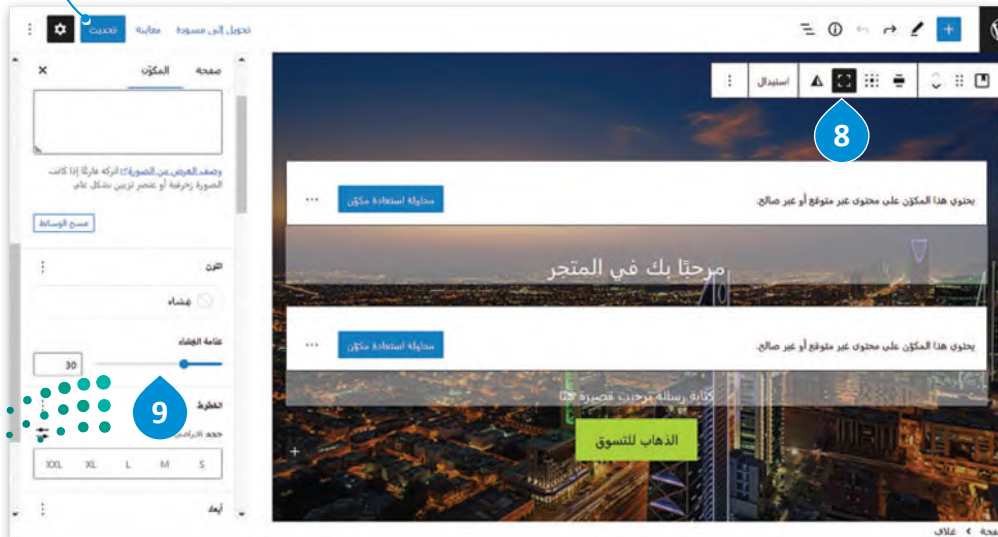 تحويل إلى مسودة معاينة تحديث
استبدال
8
صفحة المكوّن
وصف الغرض من الصورة اتركه فارغًا إذا كانت
الصورة زخرفية أو عنصر تزيين بشكل عام.
مسح الوسائط
اللون
غشاء
عتامة الغشاء
30
9
الخطوط
حجم
S M L XL XXL
أبعاد
يحتوي هذا المكوّن على محتوى غير متوقع أو غير صالح.
محاولة استعادة مكوّن
مرحبًا بك في المتجر
يحتوي هذا المكوّن على محتوى غير متوقع أو غير صالح.
محاولة استعادة مكوّن
كتابة رسالة ترحيب قصيرة هنا
الذهاب للتسوق
غلاف